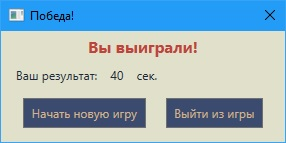 Победа!
Вы выиграли!
Ваш результат: 40 сек.
Начать новую игру Выйти из игры